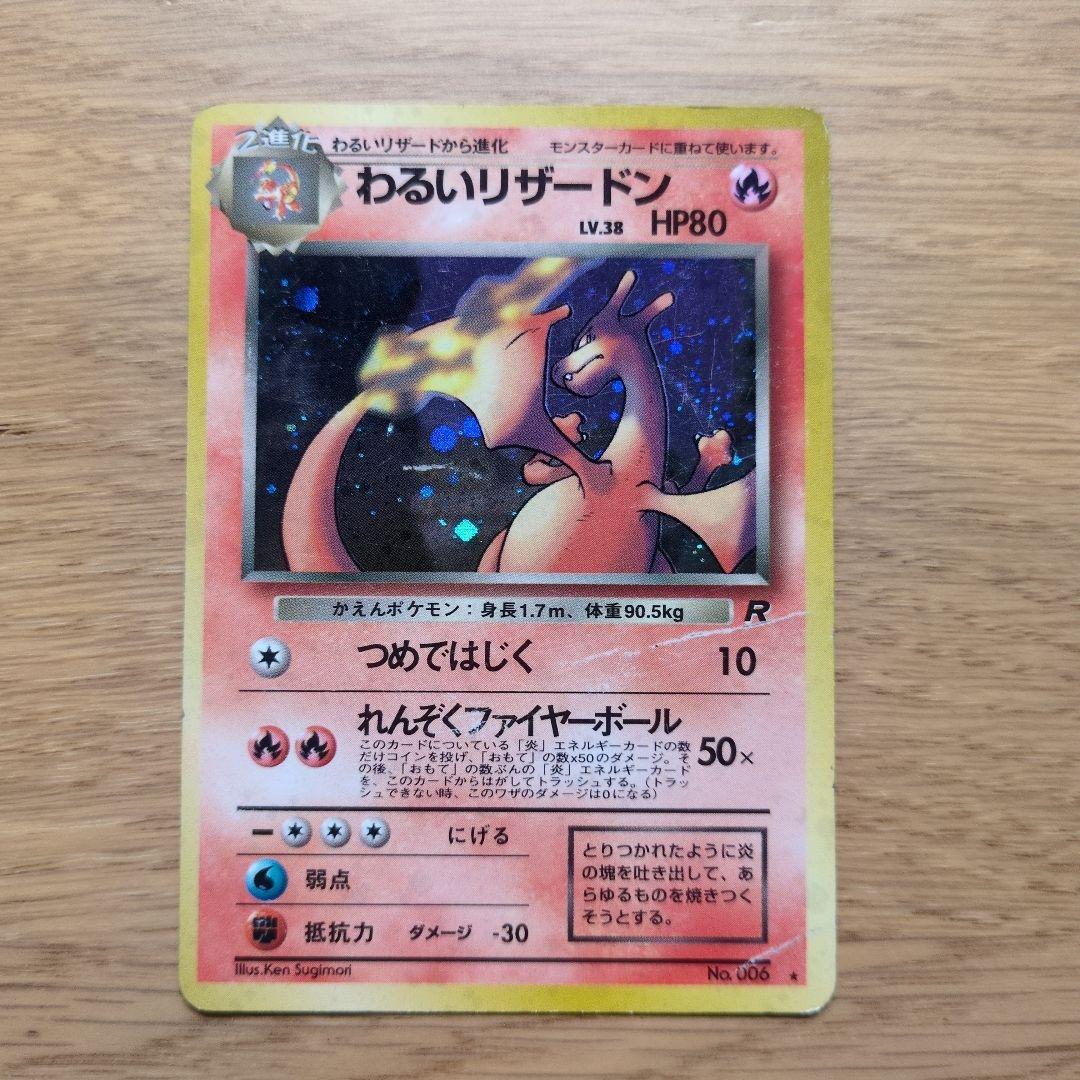 2進化 わるいリザードから進化 モンスターカードに重ねて使います。
わるいリザードン
LV.38 HP80
かえんポケモン:身長1.7m、体重90.5kg R
つめではじく 10
れんぞくファイヤーボール 50×
このカードについている「炎」エネルギーカードの数
だけコインを投げ、「おもて」の数x50のダメージ。そ
の後、「おもて」の数ぶんの「炎」エネルギーカード
を、このカードからはがしてトラッシュする。(トラッ
シュできない時、このワザのダメージは0になる)
ー にげる
弱点
抵抗力 ダメージ -30
とりつかれたように炎
の塊を吐き出して、あ
らゆるものを焼きつく
そうとする。
Illus.Ken Sugimori No. 006 ★